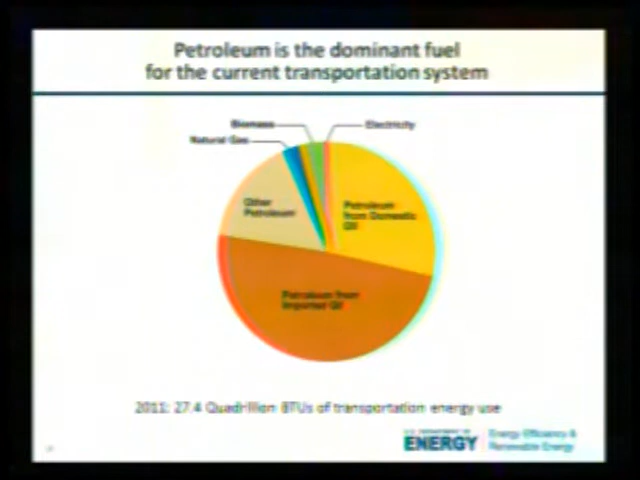 Petroleum is the dominant fuel
for the current transportation system
Biomass
Electricity
Natural Gas
Other
Petroleum
Petroleum
from Domestic
Oil
Petroleum from
Imported Oil
2011: 27.4 Quadrillion BTUs of transportation energy use
U.S. DEPARTMENT OF
ENERGY
Energy Efficiency &
Renewable Energy